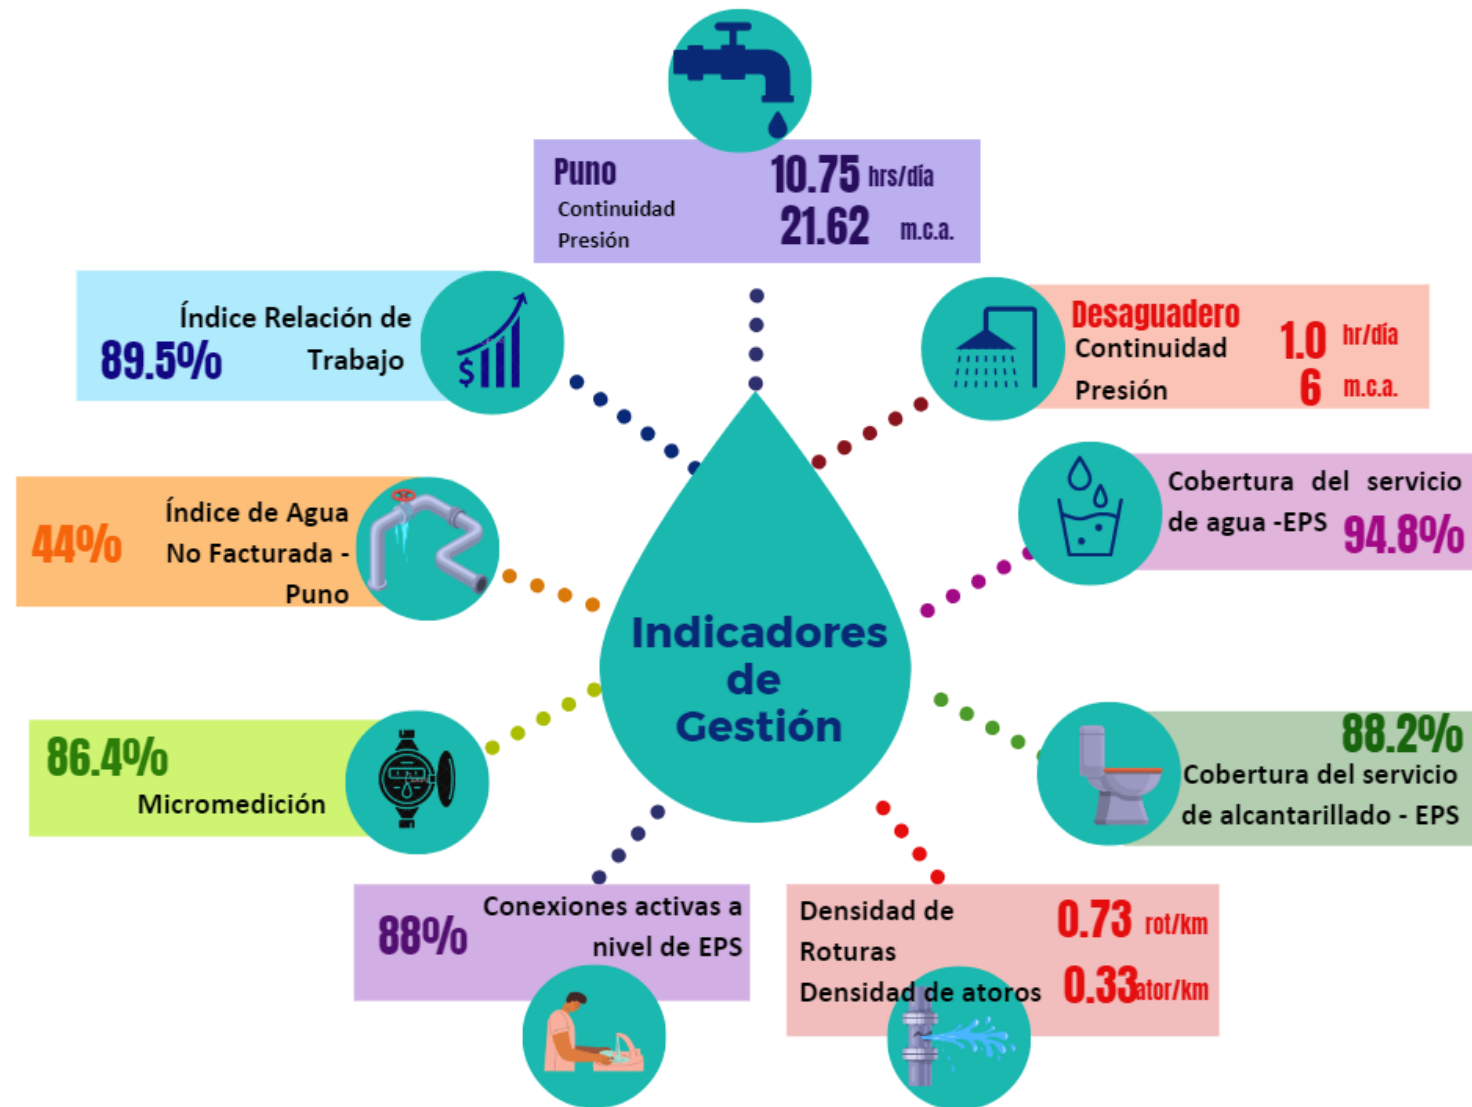 Puno 10.75 hrs/día
Continuidad
Presión 21.62 m.c.a.
Índice Relación de
89.5% Trabajo
Desaguadero
Continuidad 1.0 hr/día
Presión 6 m.c.a.
Índice de Agua
44% No Facturada -
Puno
Cobertura del servicio
de agua -EPS 94.8%
Indicadores
de
Gestión
86.4%
Micromedición
88.2%
Cobertura del servicio
de alcantarillado - EPS
Conexiones activas a
88% nivel de EPS
Densidad de 0.73 rot/km
Roturas
Densidad de atoros 0.33 ator/km
$